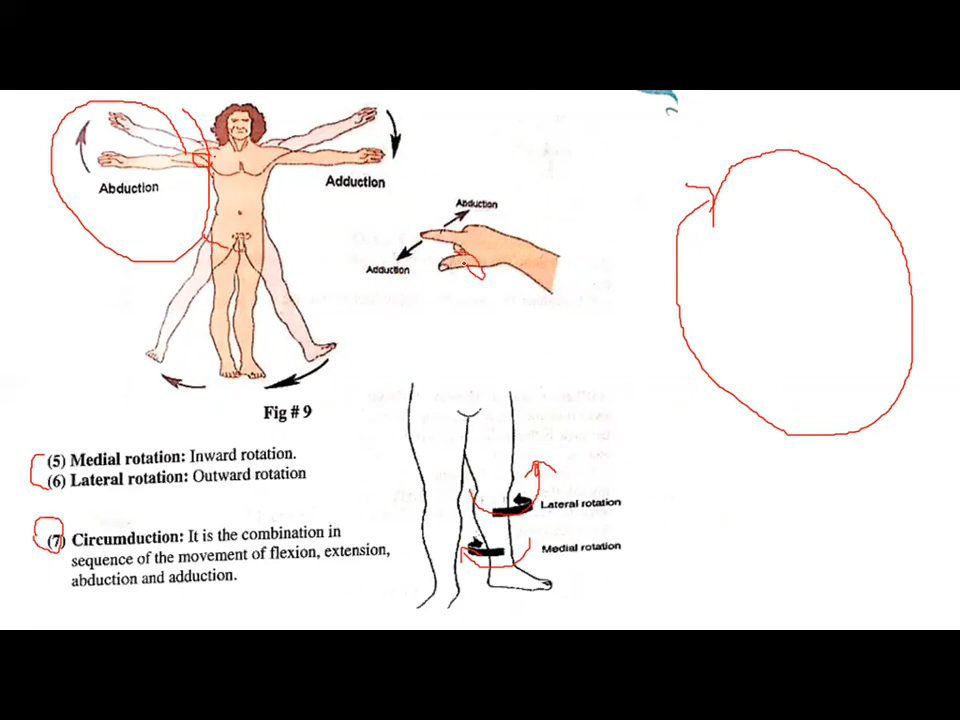 Abduction
Adduction
Abduction
Adduction
Fig # 9
(5) Medial rotation: Inward rotation.
(6) Lateral rotation: Outward rotation
(7) Circumduction: It is the combination in
sequence of the movement of flexion, extension,
abduction and adduction.
Lateral rotation
Medial rotation